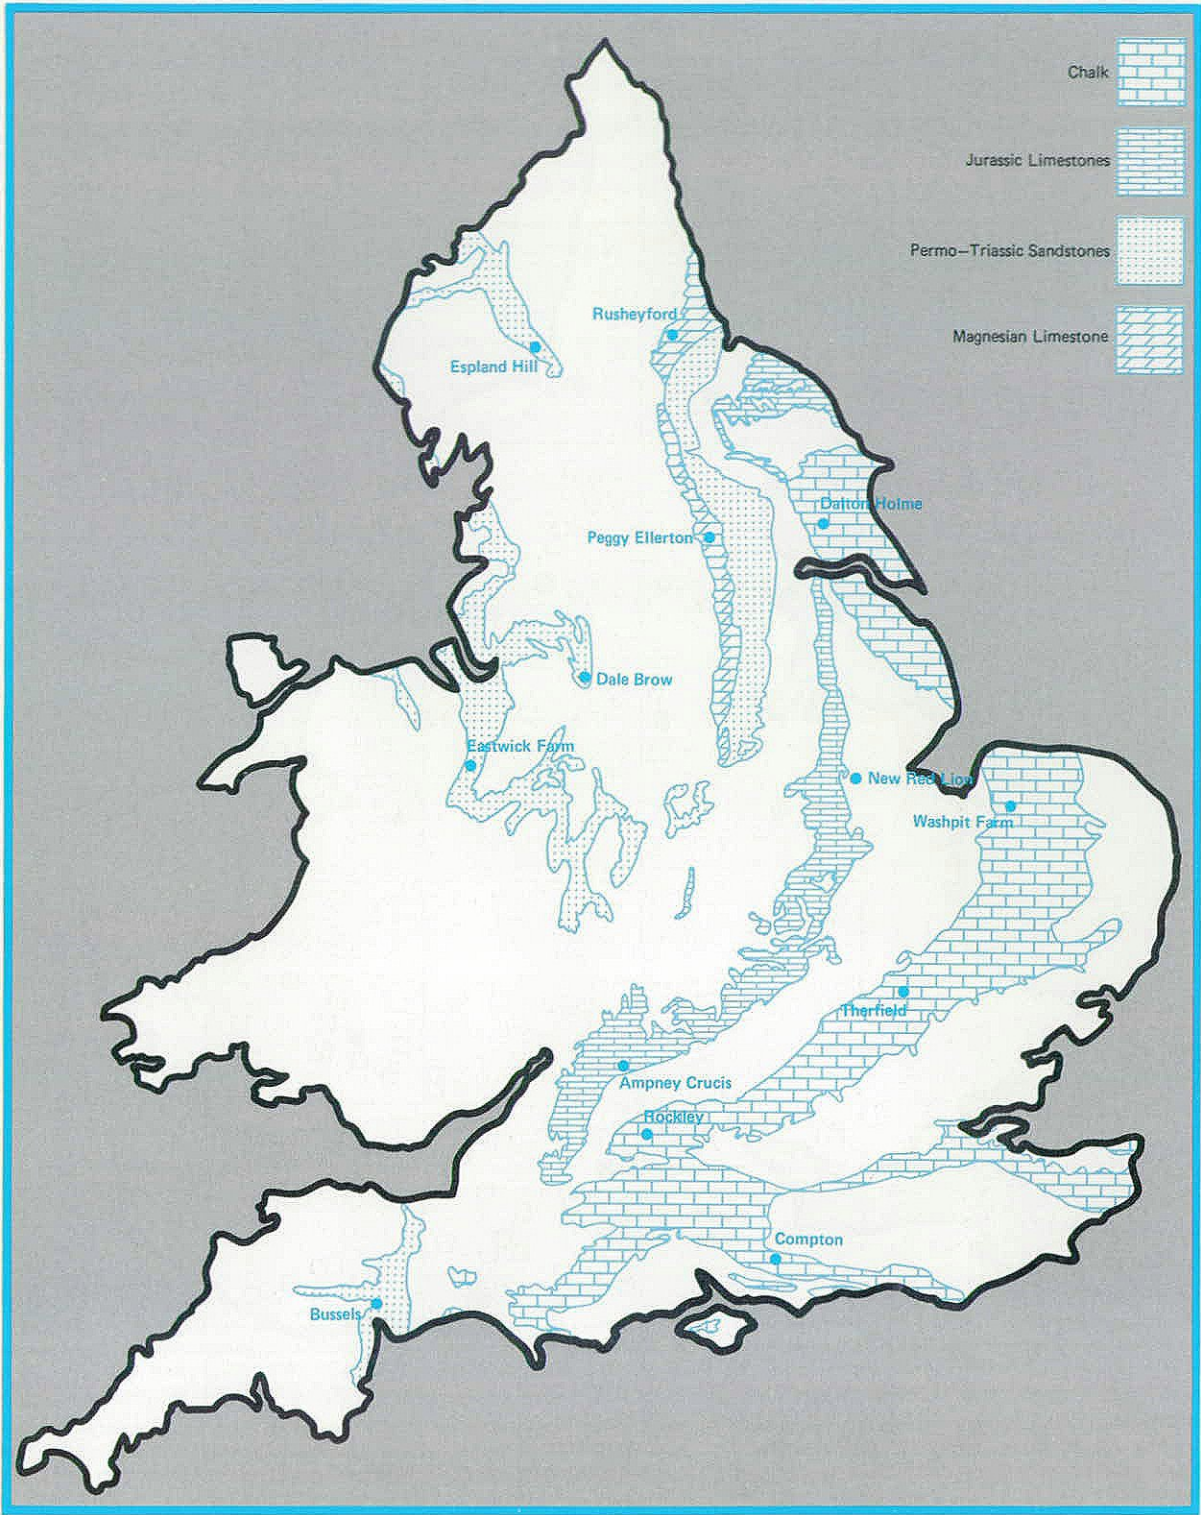 Chalk
Jurassic Limestones
Permo-Triassic Sandstones
Magnesian Limestone
Rusheyford
Espland Hill
Dalton Holme
Peggy Ellerton
Dale Brow
Eastwick Farm
New Red Lion
Washpit Farm
Therfield
Ampney Crucis
Rockley
Compton
Bussels